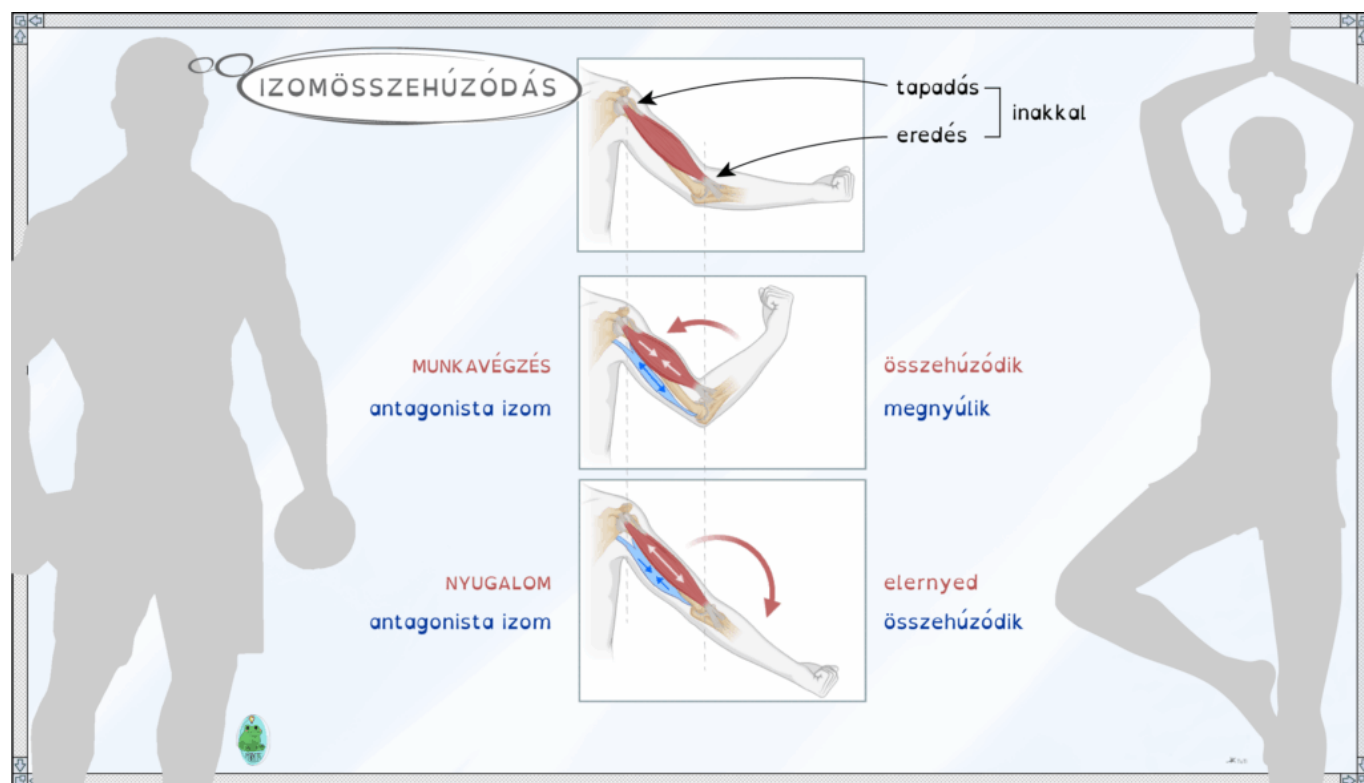 IZOMÖSSZEHÚZÓDÁS
tapadás
eredés
inakkal
MUNKAVÉGZÉS
összehúzódik
antagonista izom
megnyúlik
NYUGALOM
elernyed
antagonista izom
összehúzódik